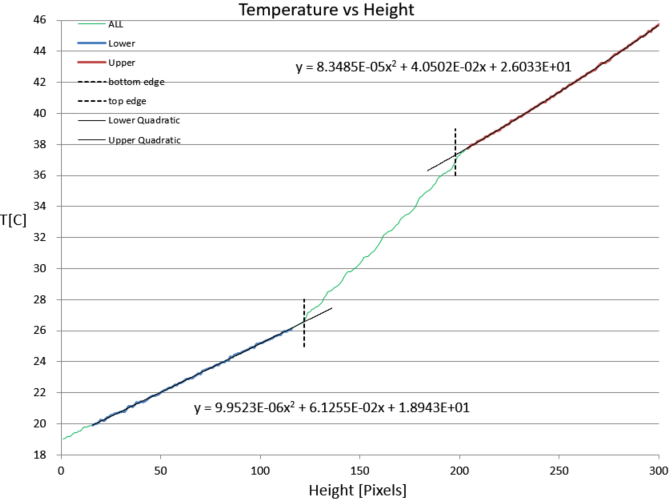 Temperature vs Height
46
44
42
40
38
36
34
32
30
28
26
24
22
20
18
T[C]
ALL
Lower
Upper
bottom edge
top edge
Lower Quadratic
Upper Quadratic
y = 8.3485E-05x² + 4.0502E-02x + 2.6033E+01
y = 9.9523E-06x² + 6.1255E-02x + 1.8943E+01
0 50 100 150 200 250 300
Height [Pixels]